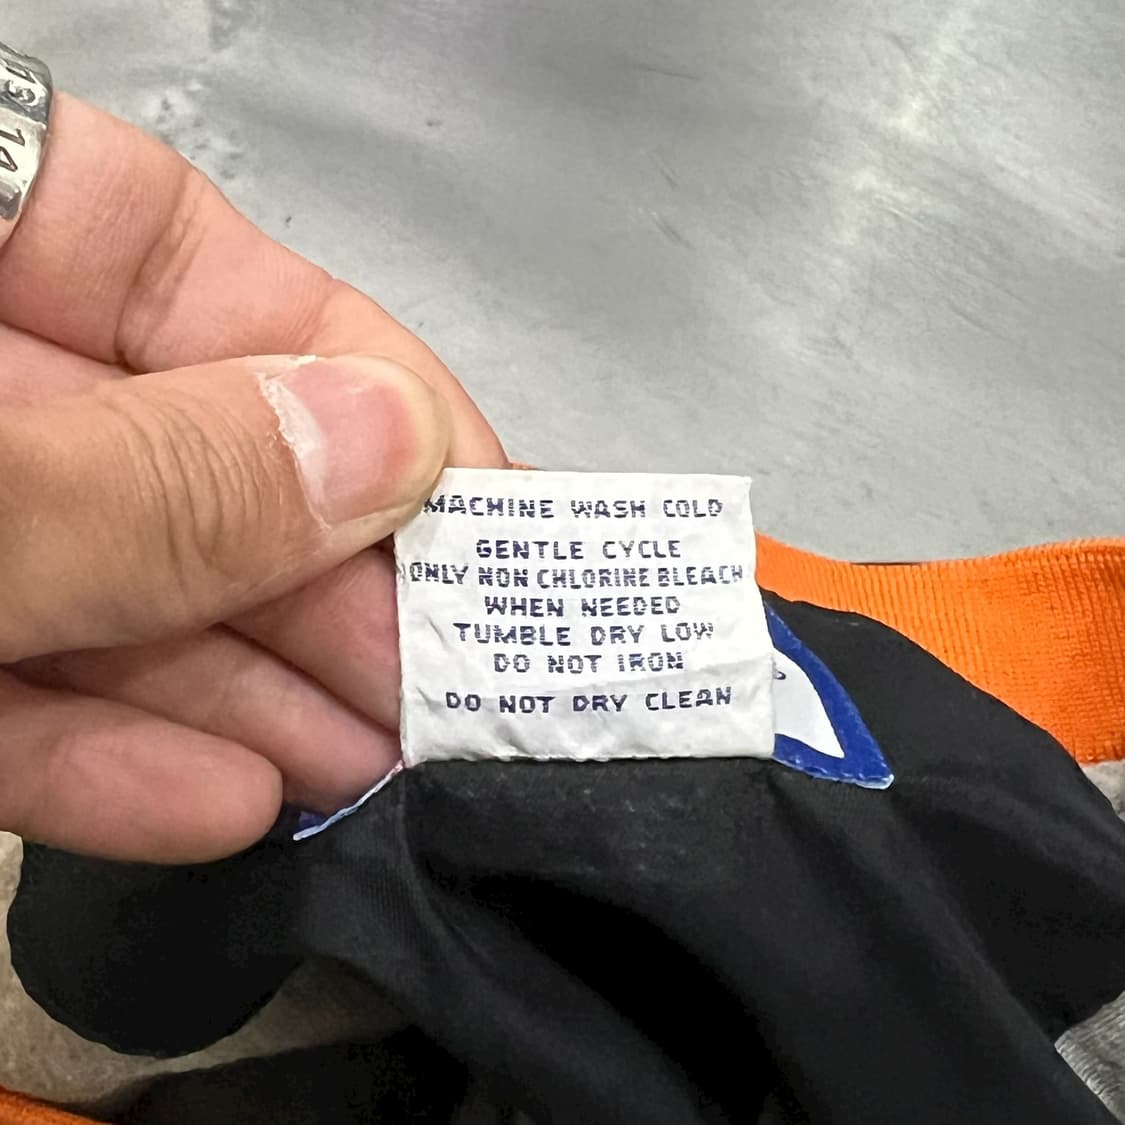 14
MACHINE WASH COLD
GENTLE CYCLE
ONLY NON CHLORINE BLEACH
WHEN NEEDED
TUMBLE DRY LOW
DO NOT IRON
DO NOT DRY CLEAN